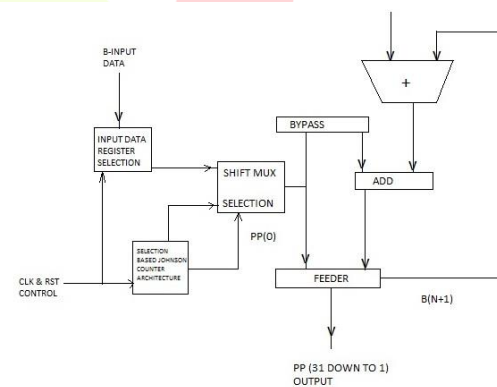 B-INPUT
DATA
+
BYPASS
INPUT DATA
REGISTER
SELECTION
SHIFT MUX
SELECTION
ADD
PP(0)
SELECTION
BASED JOHNSON
COUNTER
ARCHITECTURE
CLK & RST
CONTROL
FEEDER
B(N+1)
PP (31 DOWN TO 1)
OUTPUT